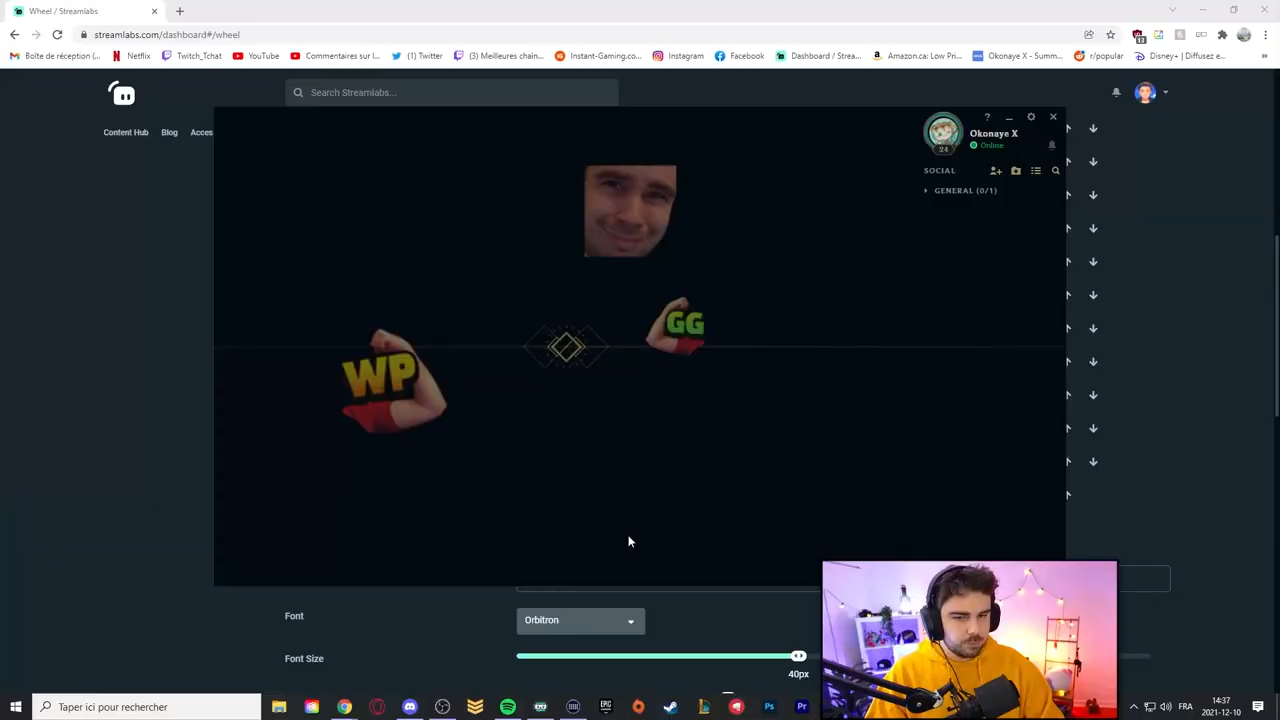 Wheel / Streamlabs
streamlabs.com/dashboard#/wheel
Boîte de réception (...
Netflix
Twitch_Tchat
YouTube
Commentaires sur l...
(1) Twitter
(3) Meilleures chaîn...
Instant-Gaming.co...
Instagram
Facebook
Dashboard / Strea...
Amazon.ca: Low Pri...
Okonaye X - Summ...
r/popular
Disney+ | Diffusez e...
Search Streamlabs...
Content Hub
Blog
Acces
Okonaye X
Online
24
SOCIAL
GENERAL (0/1)
GG
WP
Font
Orbitron
Font Size
40px
Taper ici pour rechercher
FRA
14:37
2021-12-10